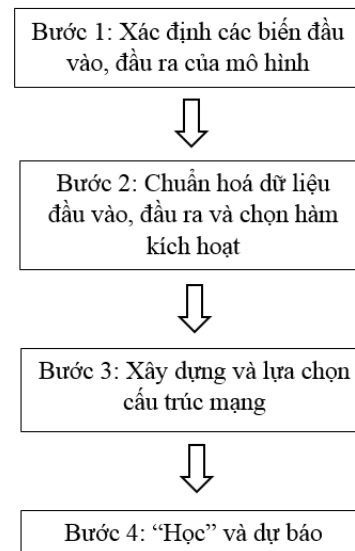 Bước 1: Xác định các biến đầu
vào, đầu ra của mô hình
Bước 2: Chuẩn hoá dữ liệu
đầu vào, đầu ra và chọn hàm
kích hoạt
Bước 3: Xây dựng và lựa chọn
cấu trúc mạng
Bước 4: “Học” và dự báo